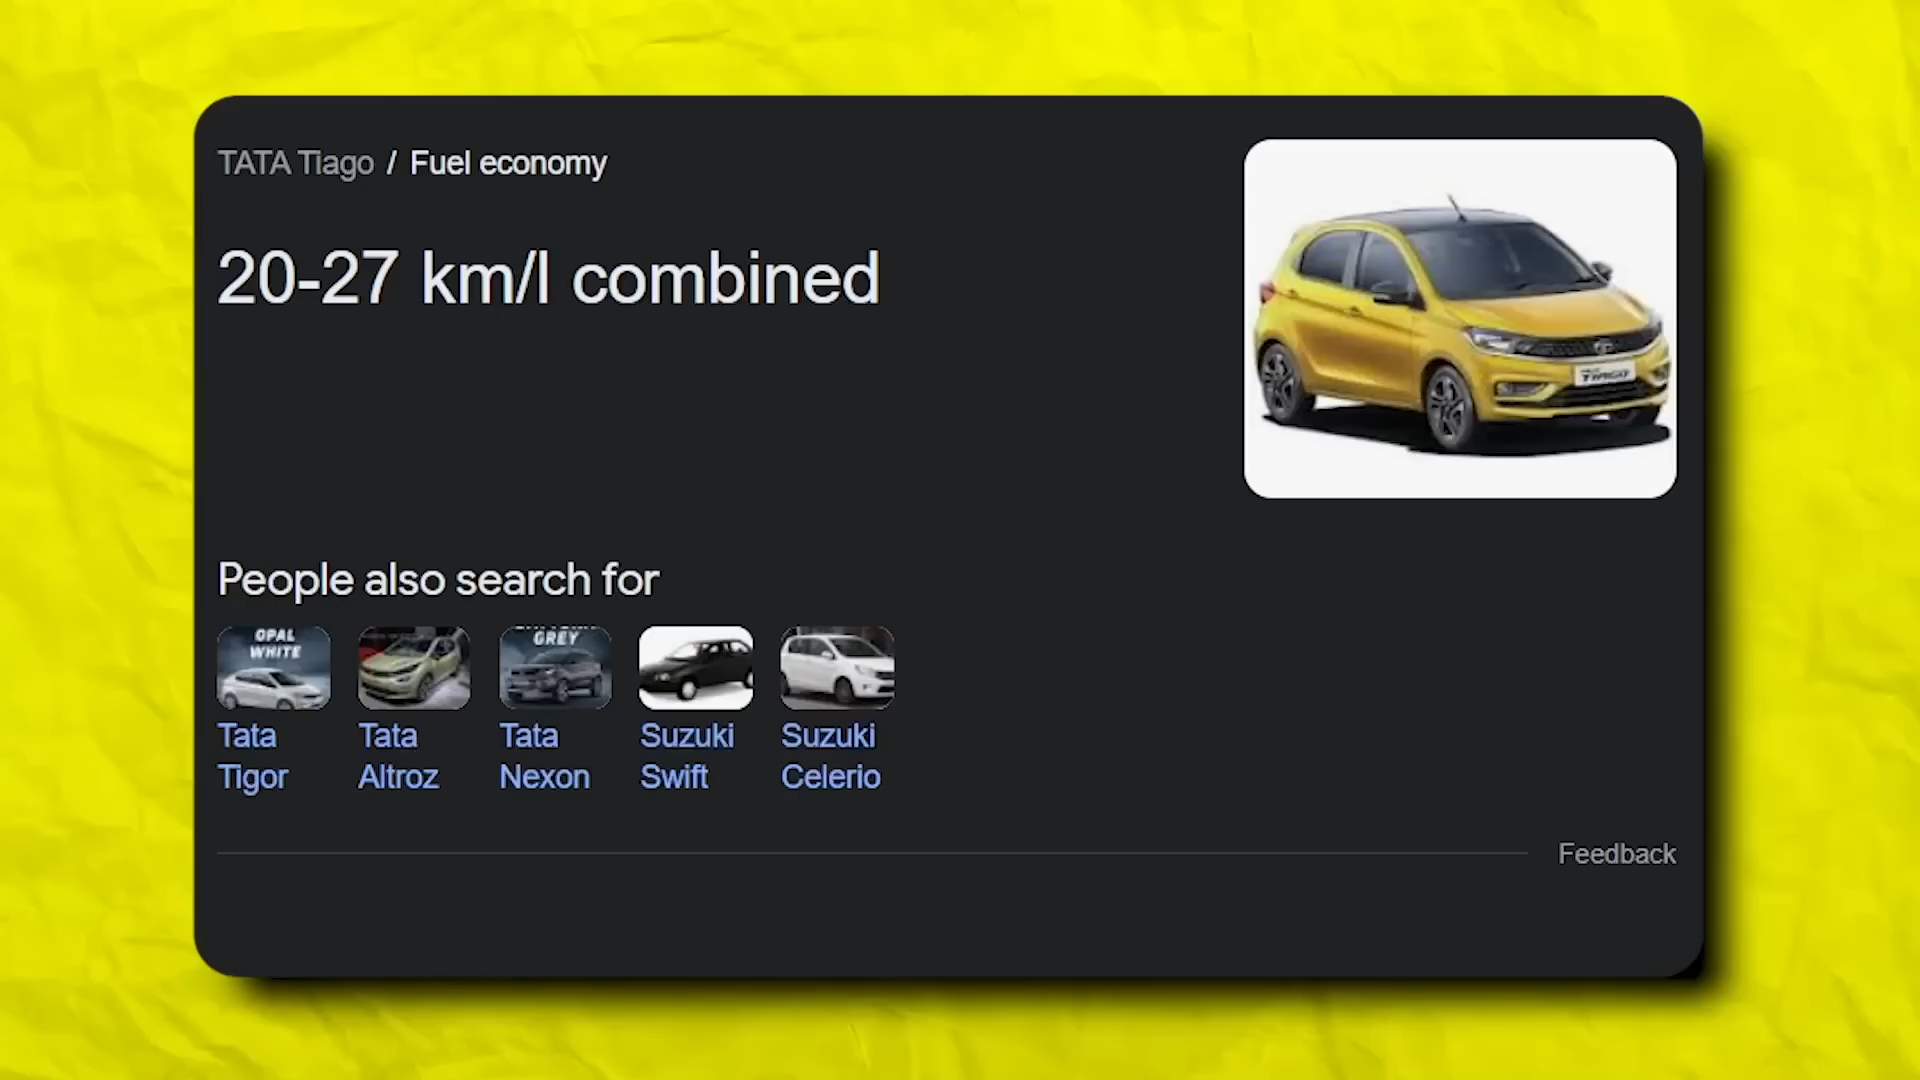 TATA Tiago / Fuel economy
20-27 km/l combined
TIAGO
People also search for
OPAL
WHITE
GREY
Tata
Tigor
Tata
Altroz
Tata
Nexon
Suzuki
Swift
Suzuki
Celerio
Feedback